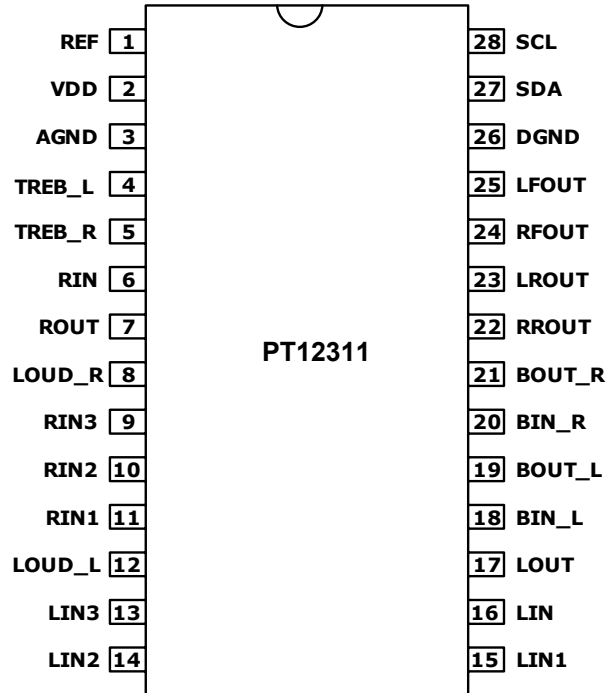 REF 1 28 SCL
VDD 2 27 SDA
AGND 3 26 DGND
TREB_L 4 25 LFOUT
TREB_R 5 24 RFOUT
RIN 6 23 LROUT
ROUT 7 22 RROUT
PT12311
LOUD_R 8 21 BOUT_R
RIN3 9 20 BIN_R
RIN2 10 19 BOUT_L
RIN1 11 18 BIN_L
LOUD_L 12 17 LOUT
LIN3 13 16 LIN
LIN2 14 15 LIN1